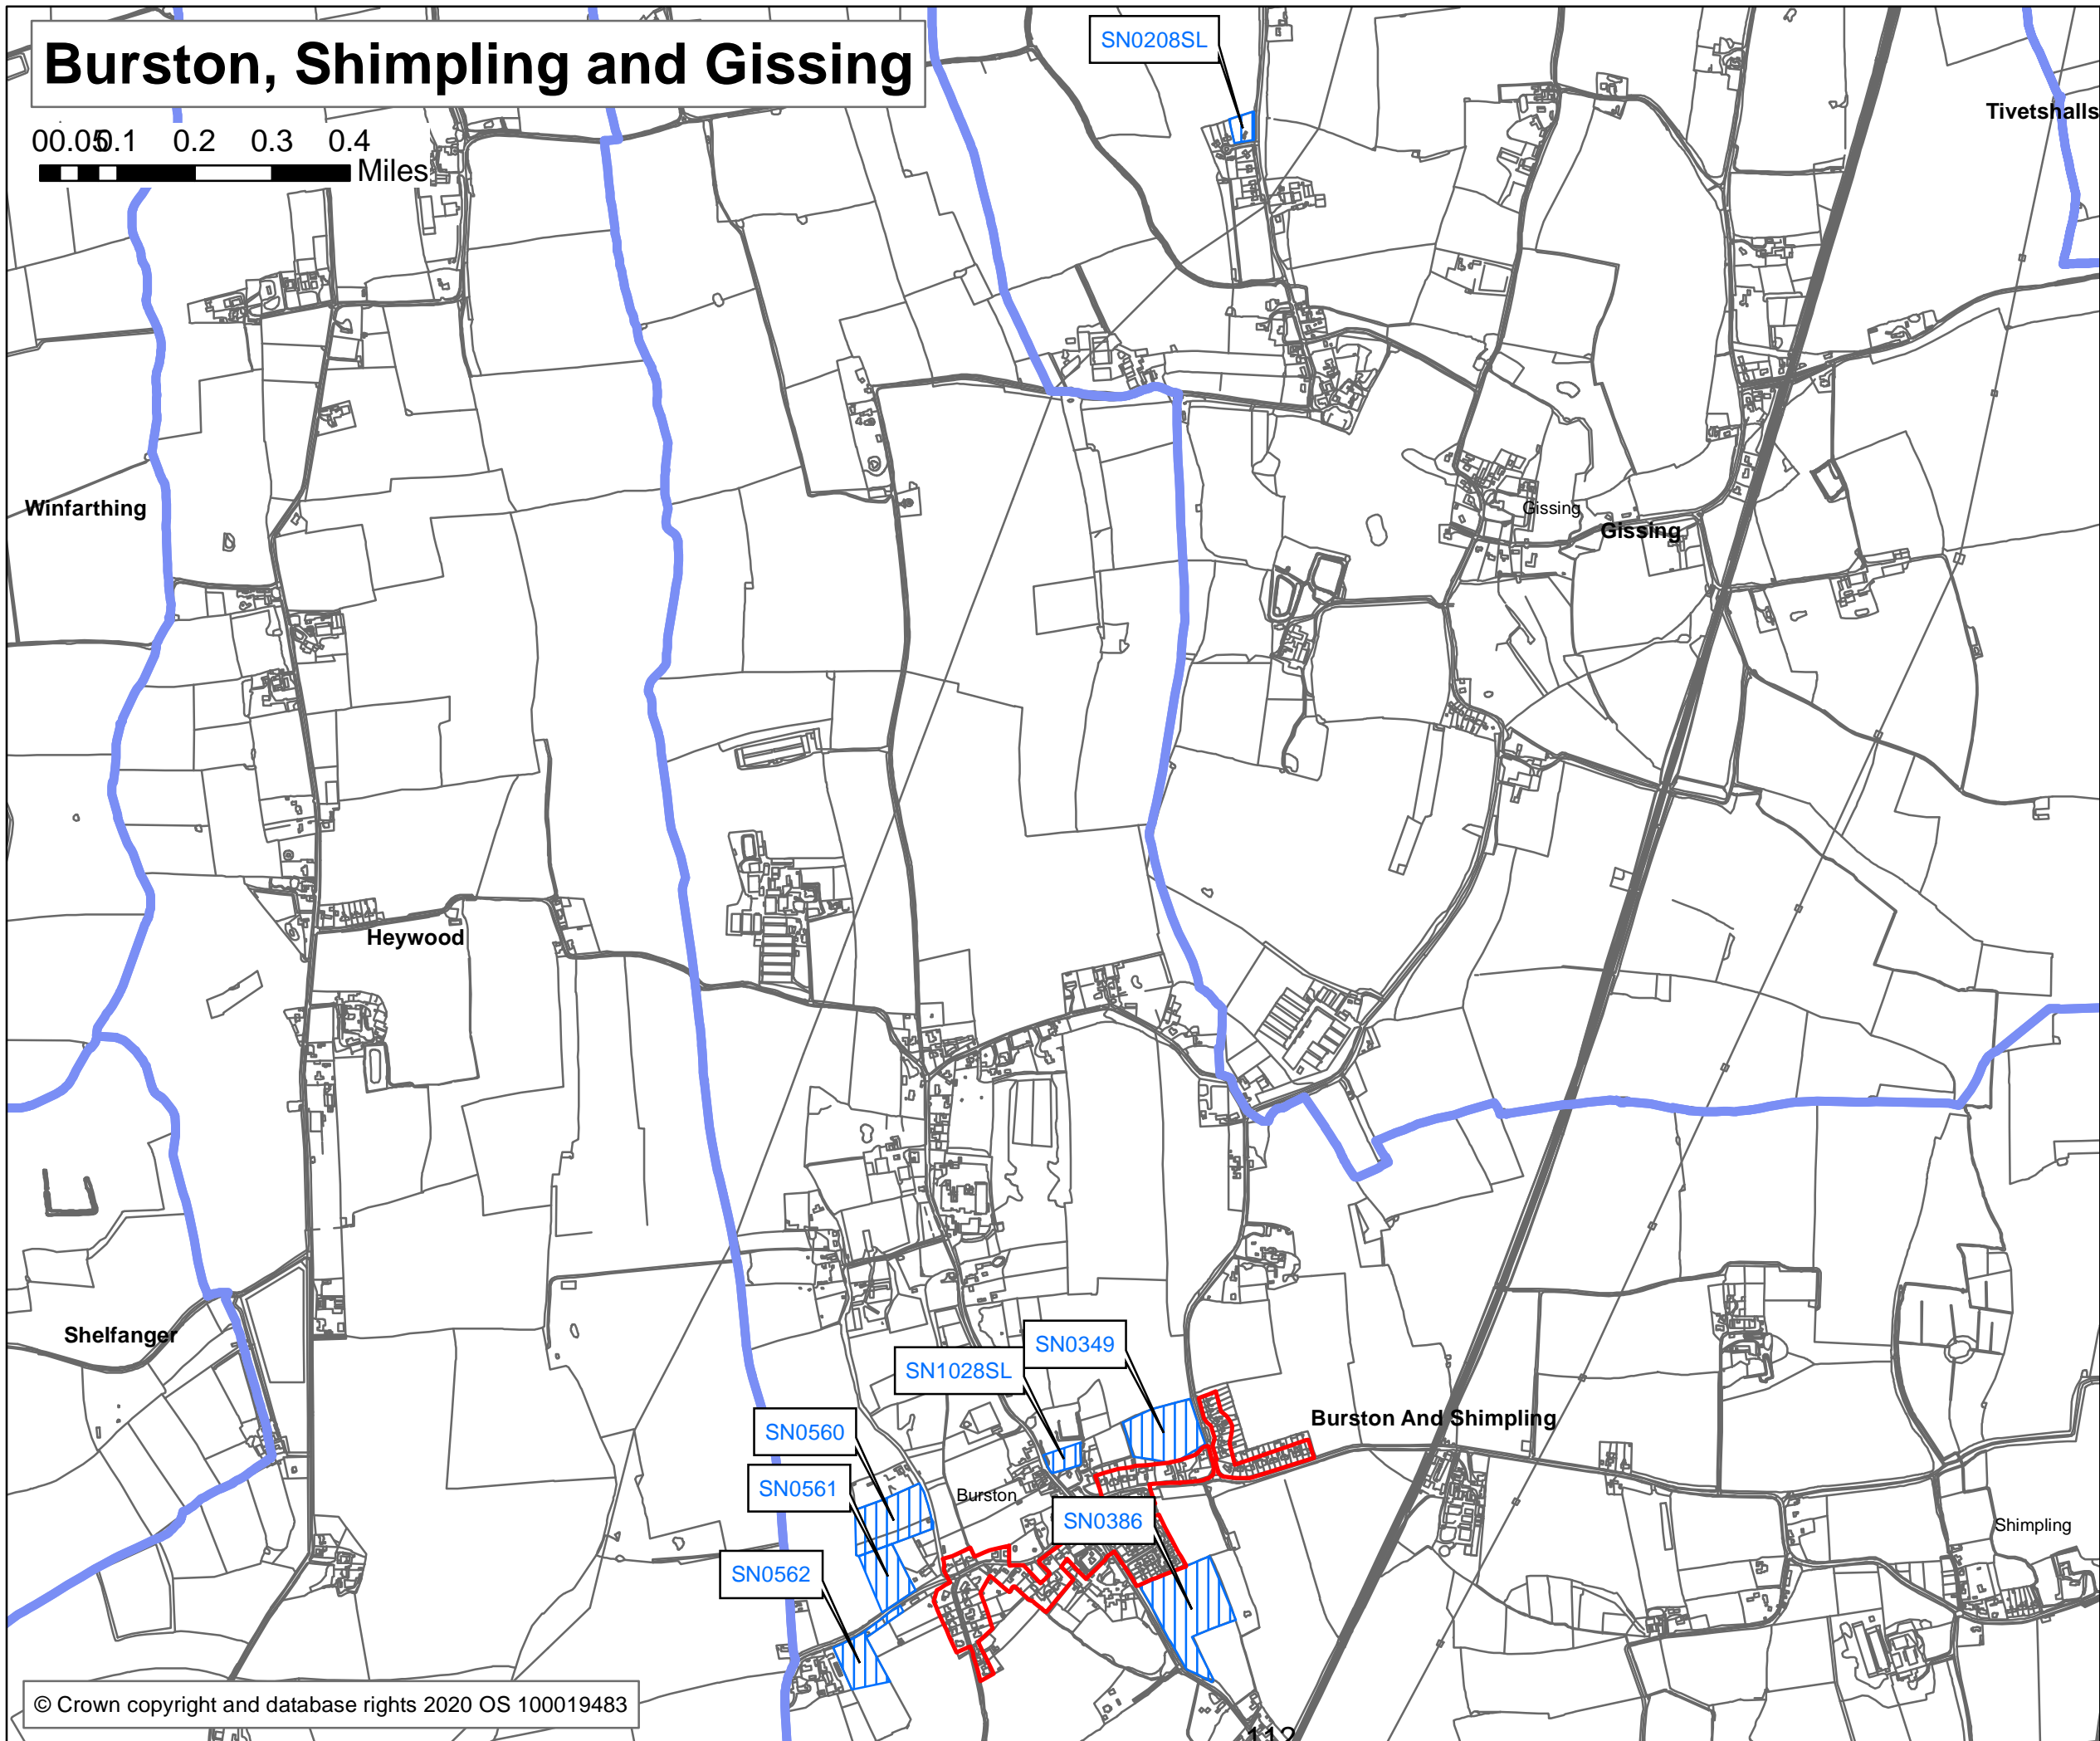 SN0208SL
Burston, Shimpling and Gissing
Tivetshalls
00.050.1 0.2 0.3 0.4
Miles
Winfarthing
Gissing
Gissing
Heywood
Shelfanger
SN0349
SN1028SL
Burston And Shimpling
SN0560
SN0561
Burston
SN0386
Shimpling
SN0562
© Crown copyright and database rights 2020 OS 100019483
112